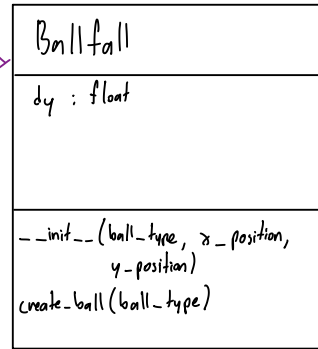 Ballfall
dy : float
__init__(ball_type, x_position,
y_position)
create_ball(ball_type)